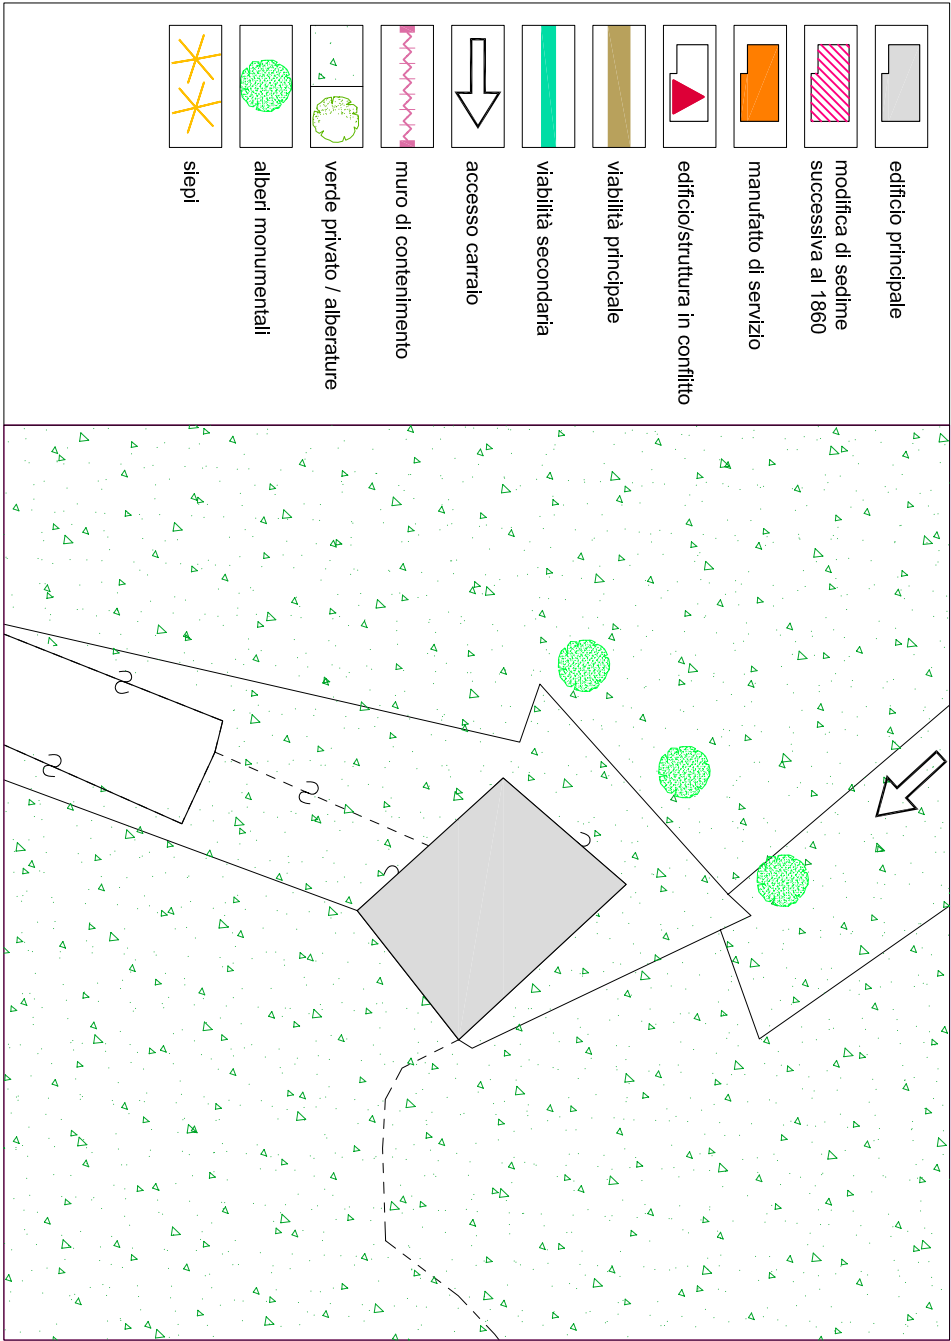 edificio principale
modifica di sedime
successiva al 1860
manufatto di servizio
edificio/struttura in conflitto
viabilità principale
viabilità secondaria
accesso carraio
muro di contenimento
verde privato / alberature
alberi monumentali
siepi